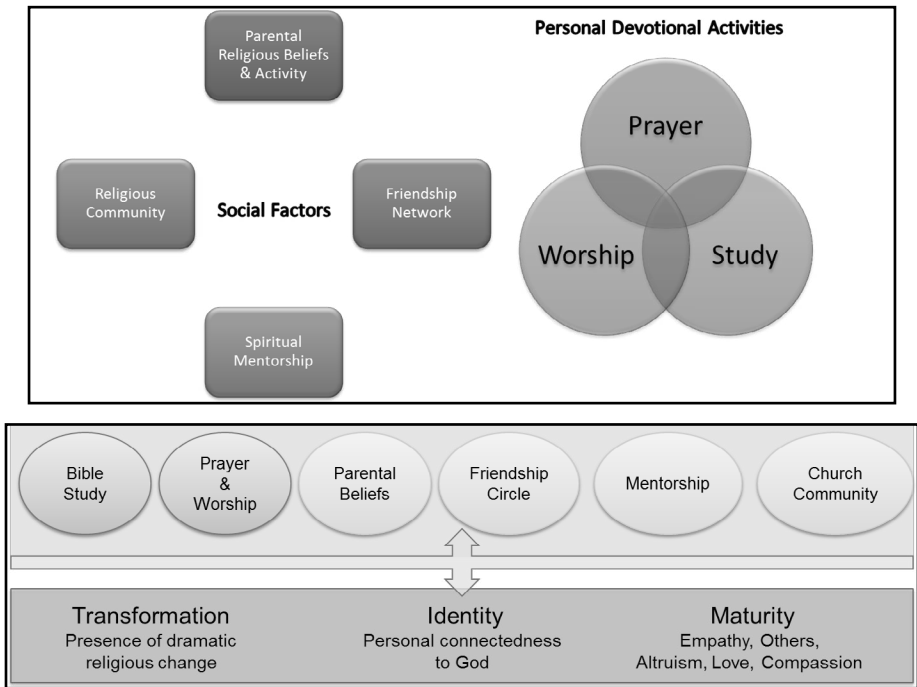 Parental
Religious Beliefs
& Activity
Religious
Community
Social Factors
Friendship
Network
Spiritual
Mentorship
Personal Devotional Activities
Prayer
Worship
Study
Bible
Study
Prayer
&
Worship
Parental
Beliefs
Friendship
Circle
Mentorship
Church
Community
Transformation
Presence of dramatic
religious change
Identity
Personal connectedness
to God
Maturity
Empathy, Others,
Altruism, Love, Compassion